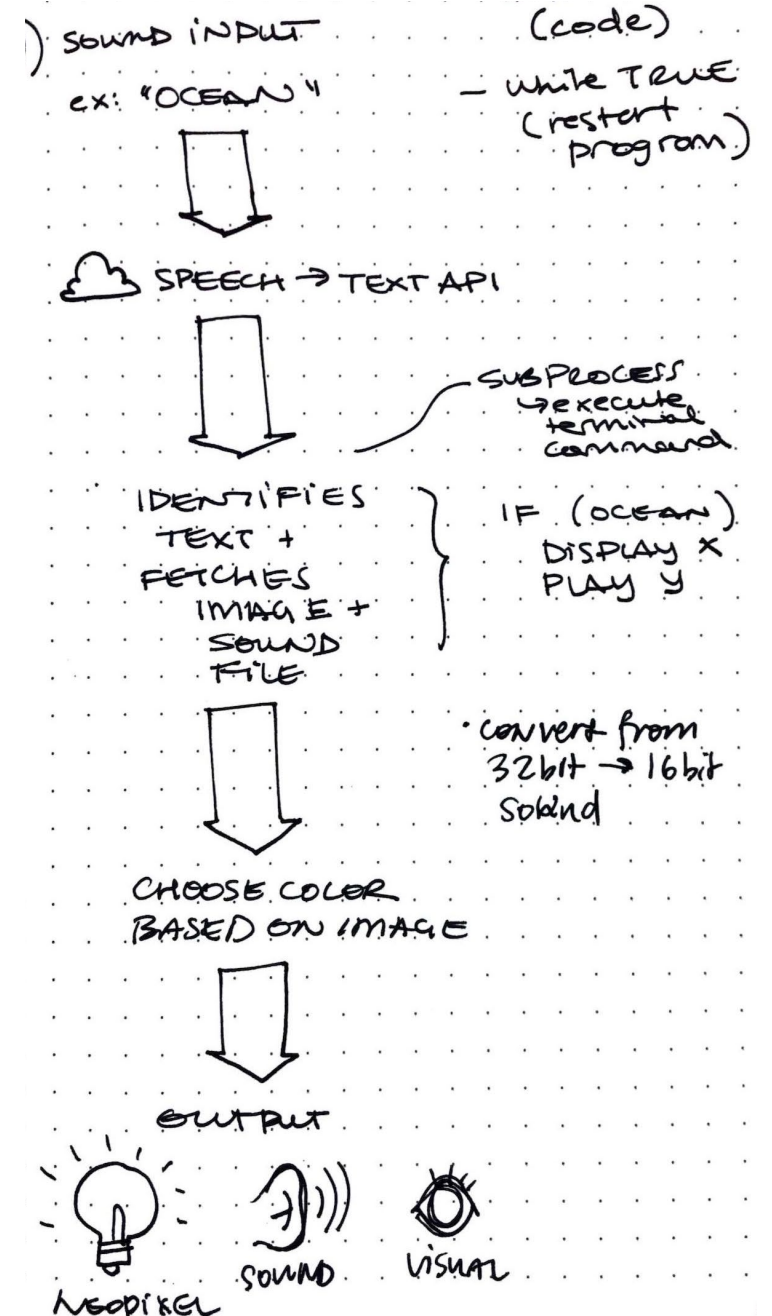 ) SOUND INPUT
ex: "OCEAN"
(code)
- while TRUE
(restart
program)
SPEECH → TEXT API
SUBPROCESS
↳ execute
terminal
command
IDENTIFIES
TEXT +
FETCHES
IMAGE +
SOUND
FILE
IF (OCEAN)
DISPLAY X
PLAY Y
• convert from
32bit → 16bit
sound
CHOOSE COLOR
BASED ON IMAGE
OUTPUT
NEOPIXEL
SOUND
VISUAL